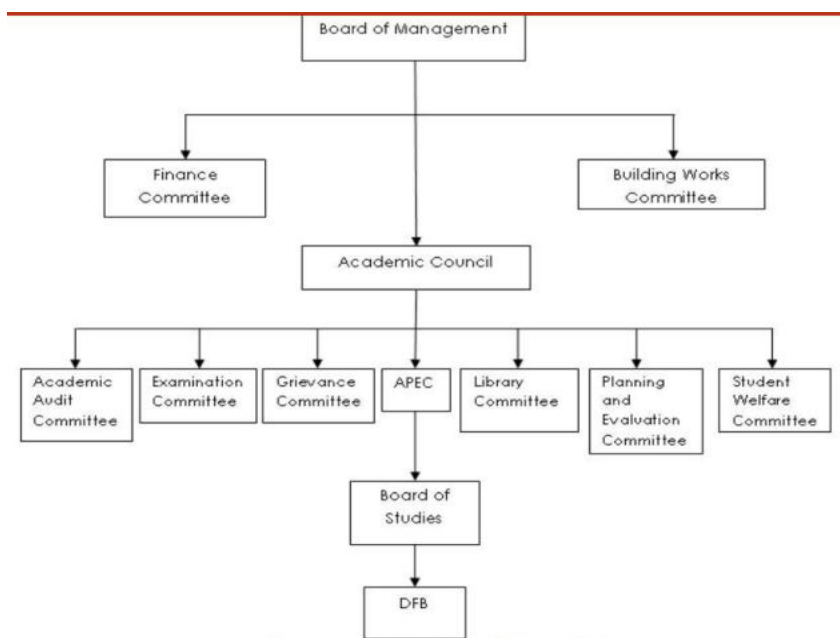 Board of Management
Finance
Committee
Building Works
Committee
Academic Council
Academic
Audit
Committee
Examination
Committee
Grievance
Committee
APEC
Library
Committee
Planning
and
Evaluation
Committee
Student
Welfare
Committee
Board of
Studies
DFB